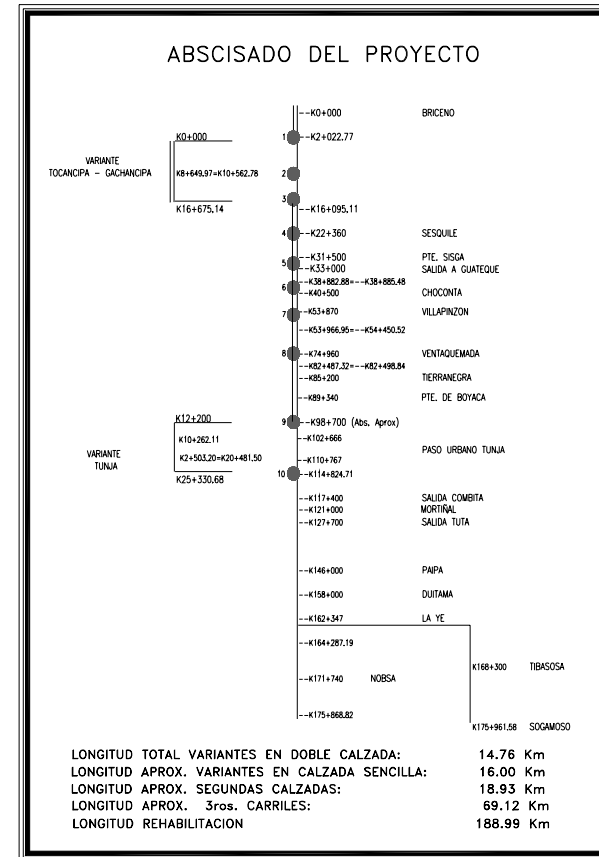 ABSCISADO DEL PROYECTO
--K0+000 BRICENO
K0+000 1 --K2+022.77
VARIANTE
TOCANCIPA - GACHANCIPA
K8+649.97=K10+562.78 2
3
K16+675.14 --K16+095.11
4 --K22+360 SESQUILE
--K31+500 PTE. SISGA
5 --K33+000 SALIDA A GUATEQUE
--K38+882.88=--K38+885.48
6 --K40+500 CHOCONTA
7 --K53+870 VILLAPINZON
--K53+966.95=--K54+450.52
8 --K74+960 VENTAQUEMADA
--K82+487.32=--K82+498.84
--K85+200 TIERRANEGRA
--K89+340 PTE. DE BOYACA
K12+200 9 --K98+700 (Abs. Aprox)
K10+262.11 --K102+666
VARIANTE
TUNJA
PASO URBANO TUNJA
K2+503.20=K20+481.50 --K110+767
K25+330.68 10 --K114+824.71
--K117+400 SALIDA COMBITA
--K121+000 MORTIÑAL
--K127+700 SALIDA TUTA
--K146+000 PAIPA
--K158+000 DUITAMA
--K162+347 LA YE
--K164+287.19
K168+300 TIBASOSA
--K171+740 NOBSA
--K175+868.82
K175+961.58 SOGAMOSO
LONGITUD TOTAL VARIANTES EN DOBLE CALZADA: 14.76 Km
LONGITUD APROX. VARIANTES EN CALZADA SENCILLA: 16.00 Km
LONGITUD APROX. SEGUNDAS CALZADAS: 18.93 Km
LONGITUD APROX. 3ros. CARRILES: 69.12 Km
LONGITUD REHABILITACION 188.99 Km